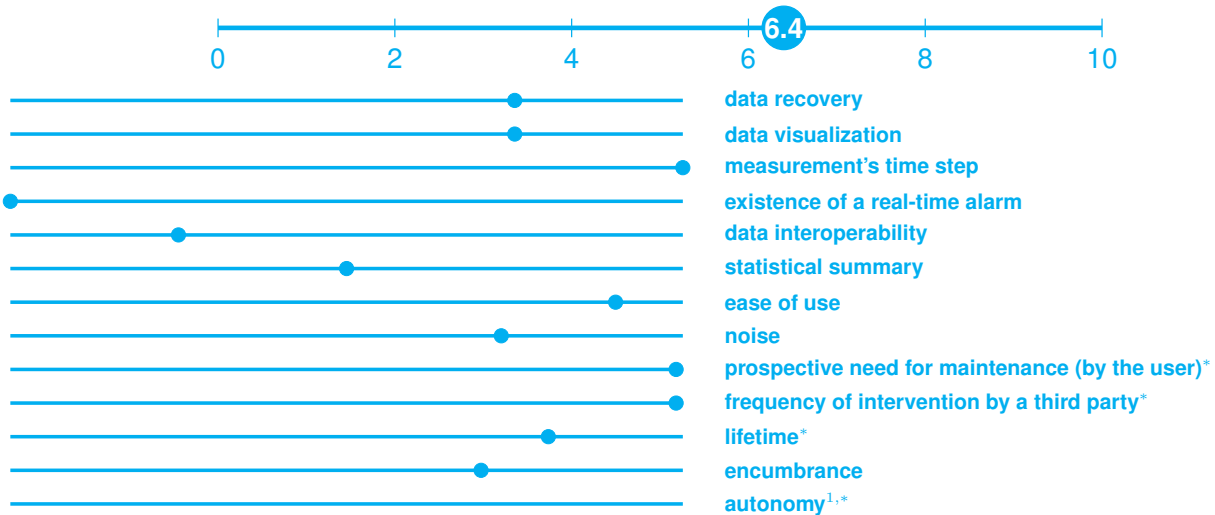 6.4
0 2 4 6 8 10
data recovery
data visualization
measurement's time step
existence of a real-time alarm
data interoperability
statistical summary
ease of use
noise
prospective need for maintenance (by the user)*
frequency of intervention by a third party*
lifetime*
encumbrance
autonomy1,*